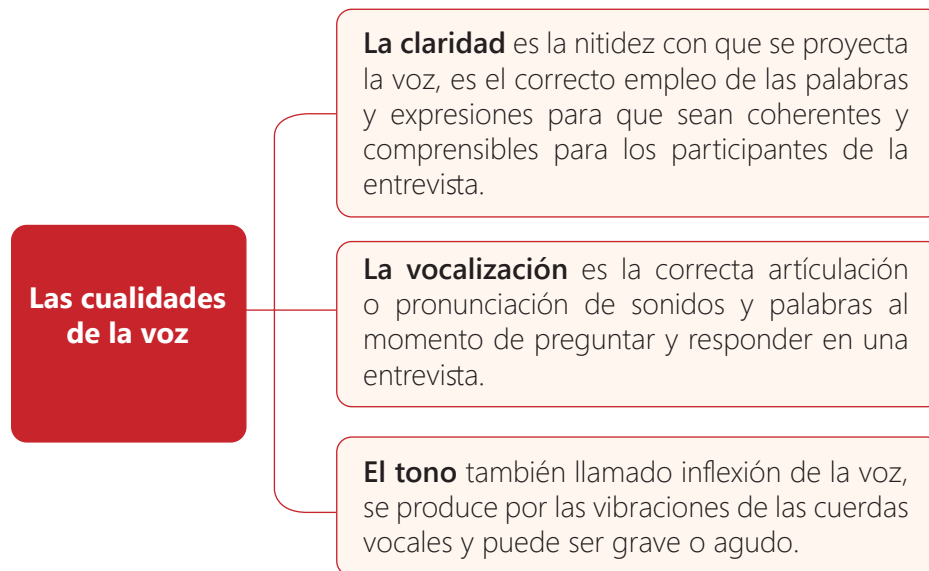 La claridad es la nitidez con que se proyecta
la voz, es el correcto empleo de las palabras
y expresiones para que sean coherentes y
comprensibles para los participantes de la
entrevista.
Las cualidades
de la voz
La vocalización es la correcta artículación
o pronunciación de sonidos y palabras al
momento de preguntar y responder en una
entrevista.
El tono también llamado inflexión de la voz,
se produce por las vibraciones de las cuerdas
vocales y puede ser grave o agudo.